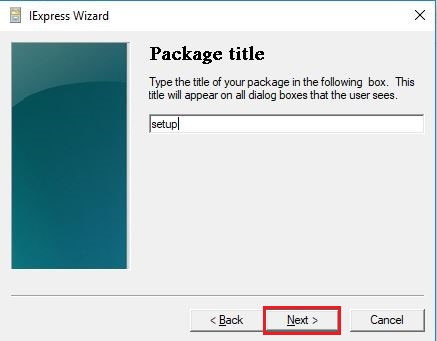 IExpress Wizard
Package title
Type the title of your package in the following box. This
title will appear on all dialog boxes that the user sees.
setup
< Back
Next >
Cancel